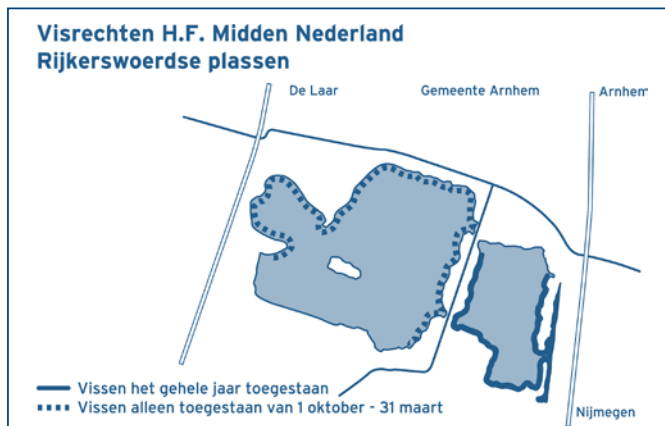 Visrechten H.F. Midden Nederland
Rijkerswoerdse plassen
De Laar
Gemeente Arnhem
Arnhem
Vissen het gehele jaar toegestaan
Vissen alleen toegestaan van 1 oktober - 31 maart
Nijmegen